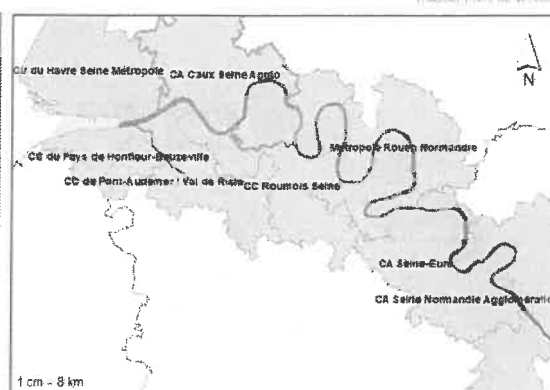 CU du Havre Seine Métropole
CA Caux Seine Agglo
N
Métropole Rouen Normandie
CC du Pays de Honfleur-Beuzeville
CC de Pont-Audemer / Val de Risle
CC Roumois Seine
CA Seine-Eure
CA Seine Normandie Agglomération
1 cm = 8 km